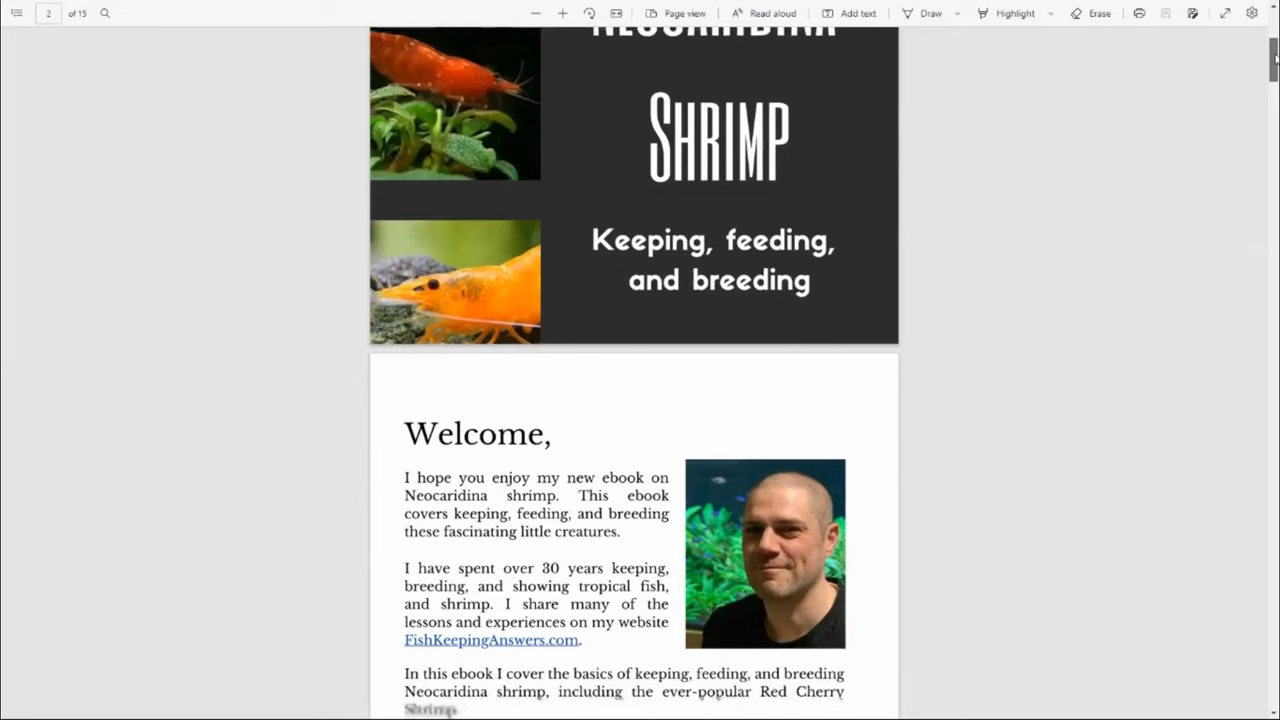 2 of 15
Page view
Read aloud
Add text
Draw
Highlight
Erase
NEOCARIDINA
SHRIMP
Keeping, feeding,
and breeding
Welcome,
I hope you enjoy my new ebook on
Neocaridina shrimp. This ebook
covers keeping, feeding, and breeding
these fascinating little creatures.
I have spent over 30 years keeping,
breeding, and showing tropical fish,
and shrimp. I share many of the
lessons and experiences on my website
FishKeepingAnswers.com.
In this ebook I cover the basics of keeping, feeding, and breeding
Neocaridina shrimp, including the ever-popular Red Cherry
Shrimp.